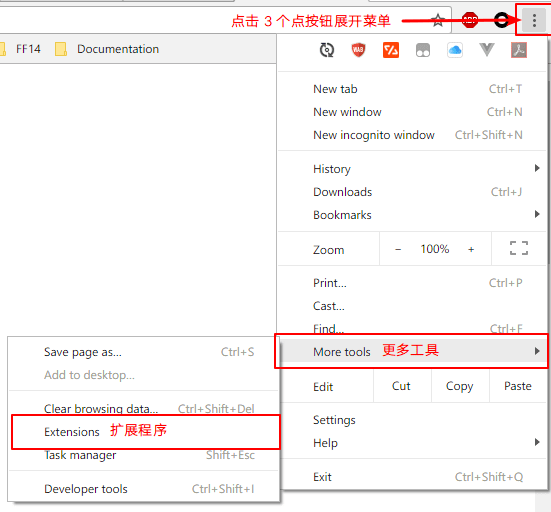 点击 3 个点按钮展开菜单
ABP
FF14
Documentation
New tab Ctrl+T
New window Ctrl+N
New incognito window Ctrl+Shift+N
History
Downloads Ctrl+J
Bookmarks
Zoom − 100% +
Print... Ctrl+P
Cast...
Find... Ctrl+F
More tools 更多工具
Edit Cut Copy Paste
Settings
Help
Exit Ctrl+Shift+Q
Save page as... Ctrl+S
Add to desktop...
Clear browsing data... Ctrl+Shift+Del
Extensions 扩展程序
Task manager Shift+Esc
Developer tools Ctrl+Shift+I